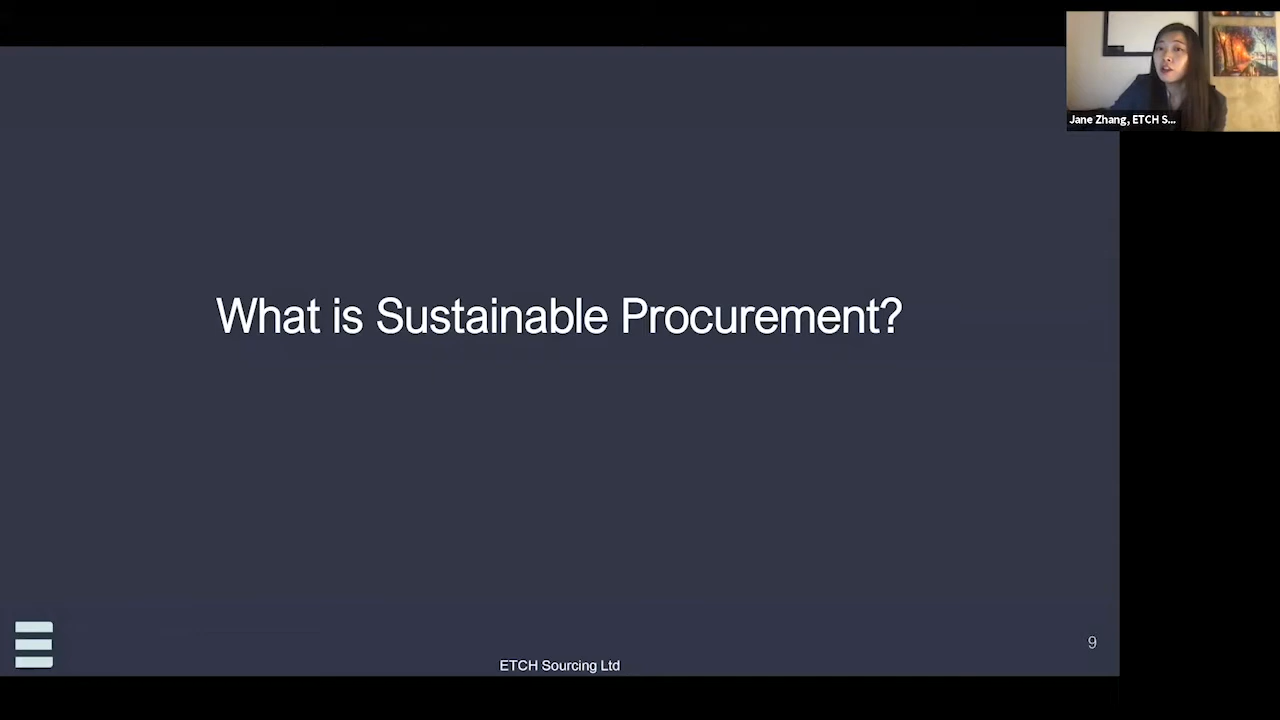 Jane Zhang, ETCH S...
What is Sustainable Procurement?
9
ETCH Sourcing Ltd